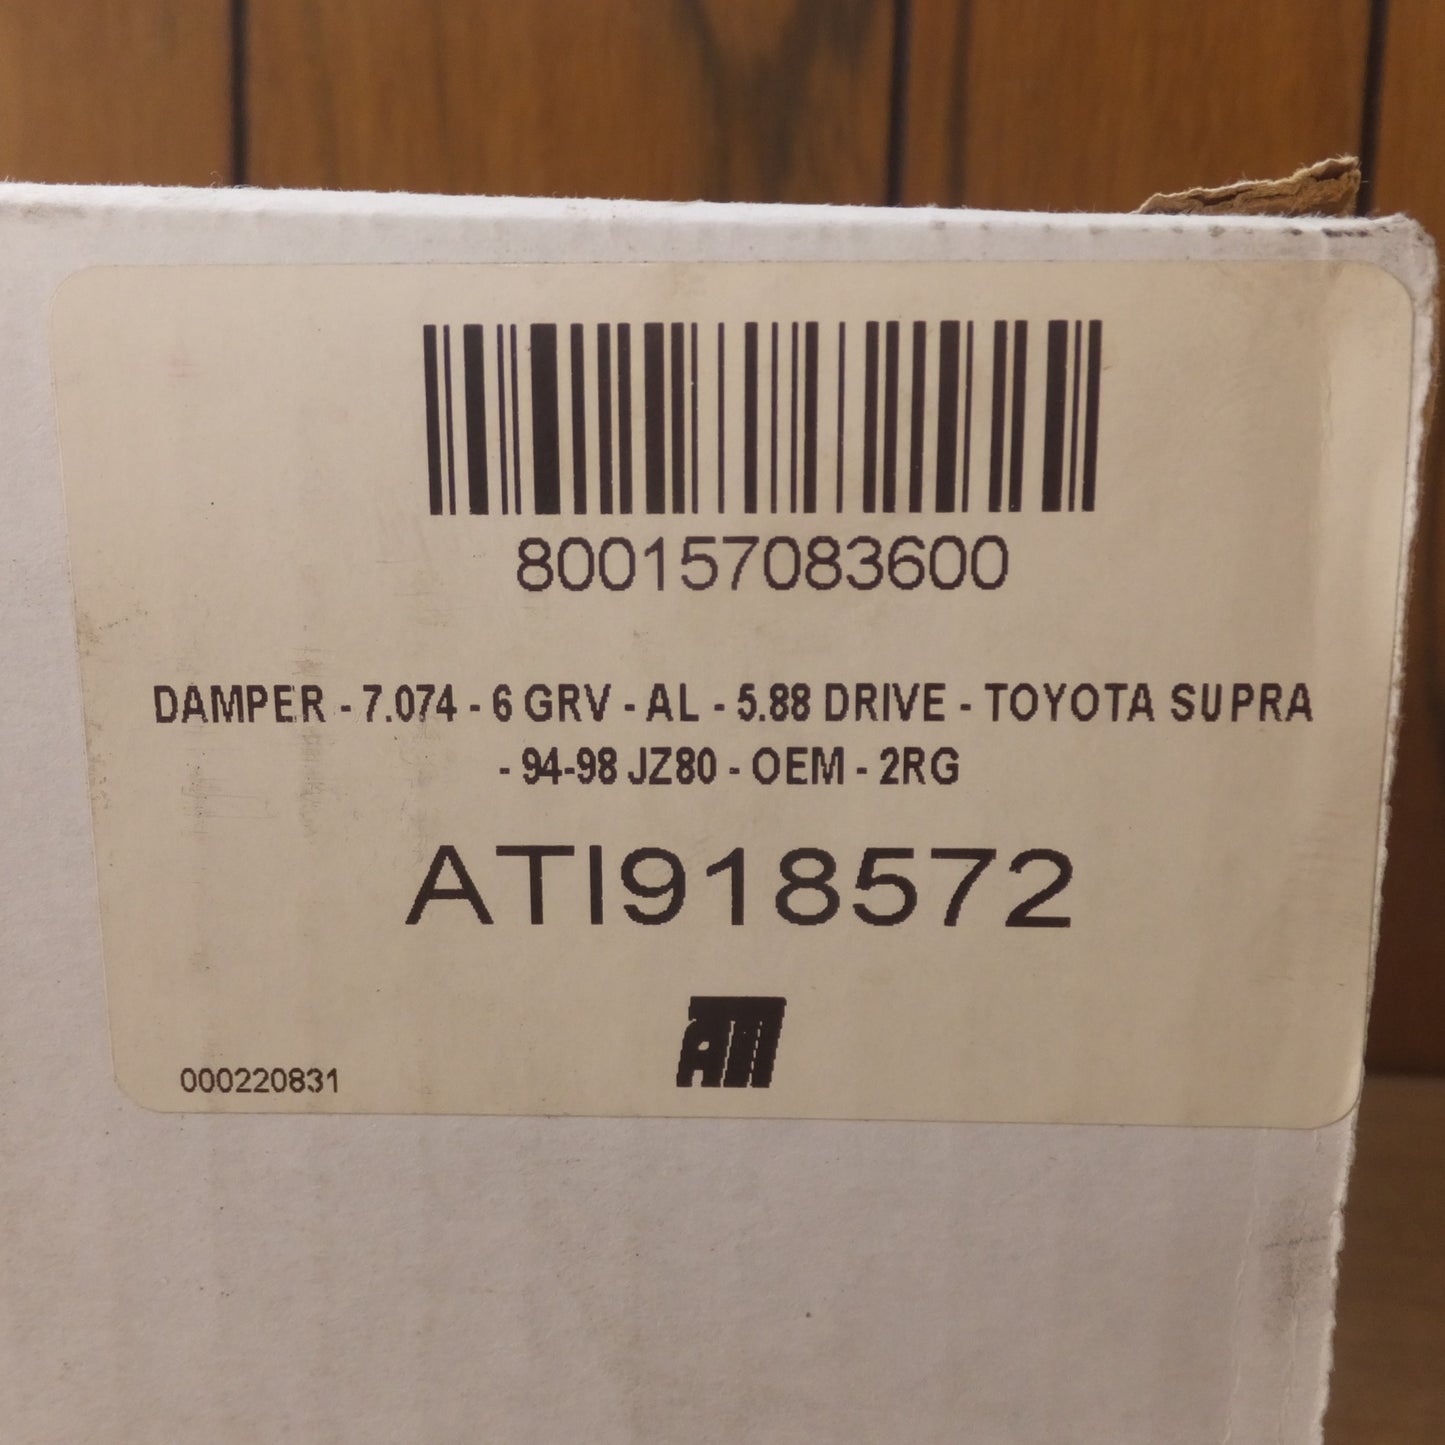 800157083600
DAMPER - 7.074 - 6 GRV - AL - 5.88 DRIVE - TOYOTA SUPRA
- 94-98 JZ80 - OEM - 2RG
ATI918572
ATI
000220831